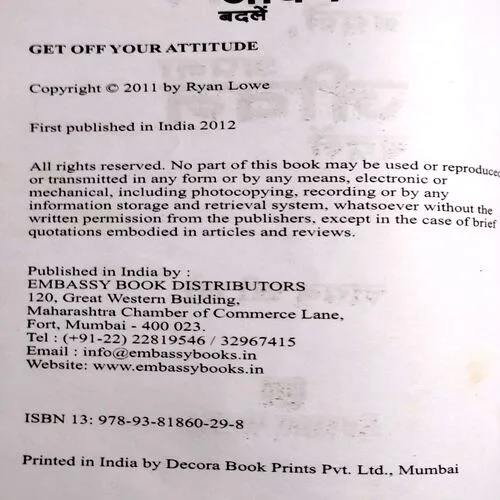 बदलें
GET OFF YOUR ATTITUDE
Copyright © 2011 by Ryan Lowe
First published in India 2012
All rights reserved. No part of this book may be used or reproduced
or transmitted in any form or by any means, electronic or
mechanical, including photocopying, recording or by any
information storage and retrieval system, whatsoever without the
written permission from the publishers, except in the case of brief
quotations embodied in articles and reviews.
Published in India by :
EMBASSY BOOK DISTRIBUTORS
120, Great Western Building,
Maharashtra Chamber of Commerce Lane,
Fort, Mumbai - 400 023.
Tel : (+91-22) 22819546 / 32967415
Email : info@embassybooks.in
Website: www.embassybooks.in
ISBN 13: 978-93-81860-29-8
Printed in India by Decora Book Prints Pvt. Ltd., Mumbai